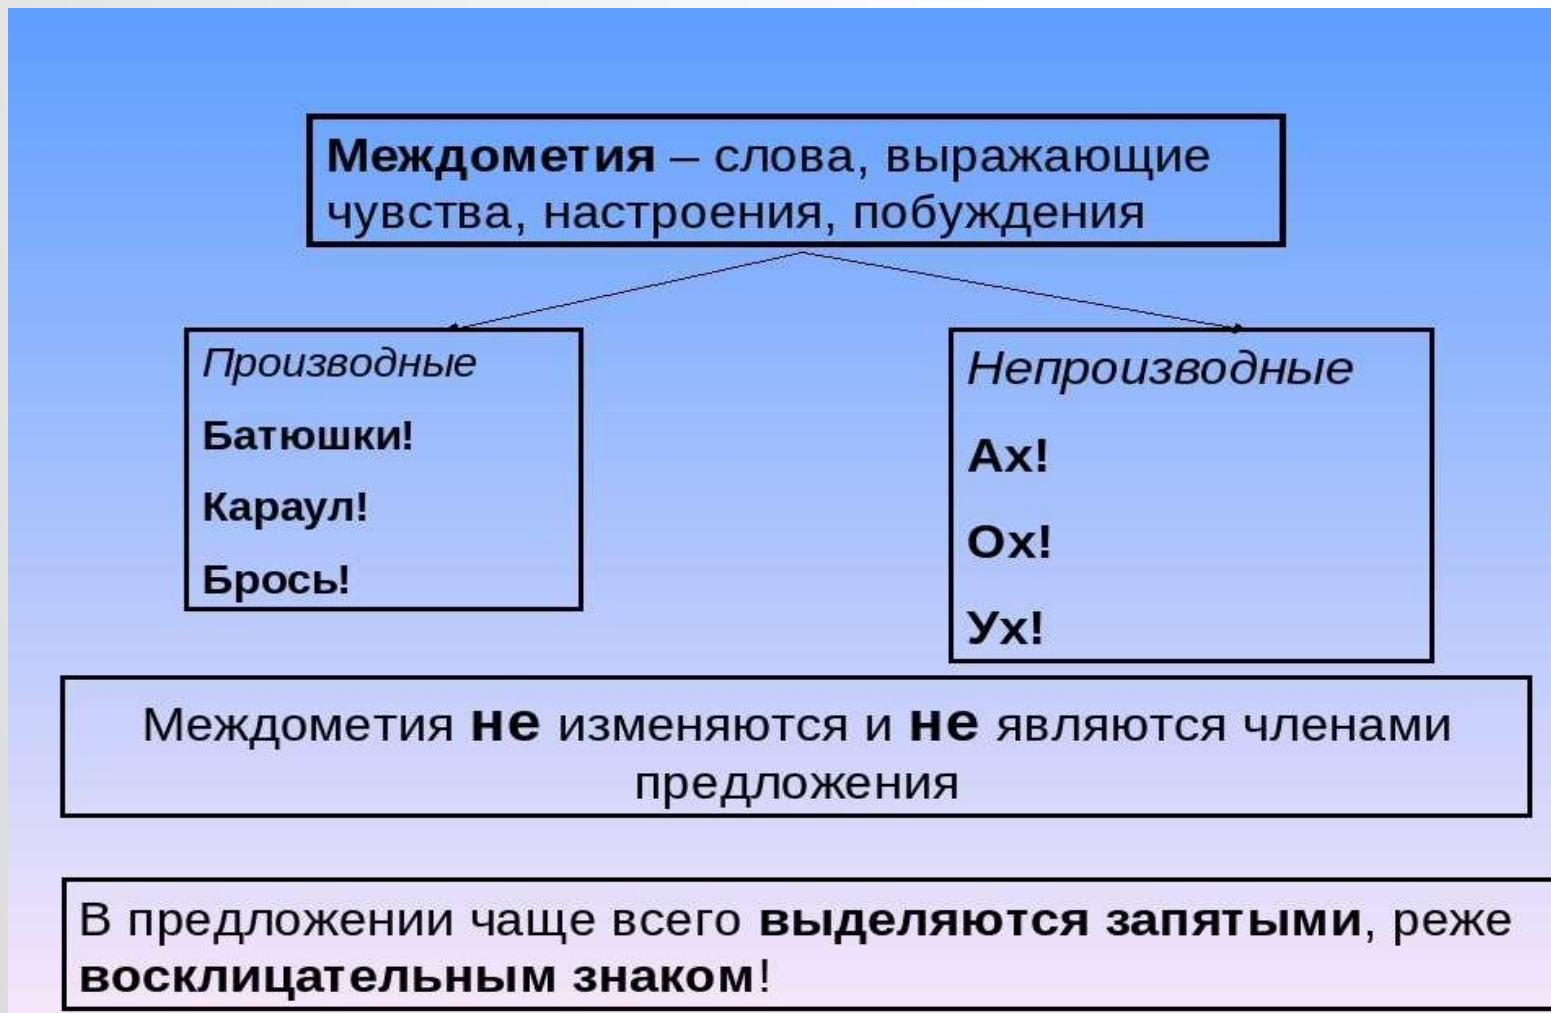 Междометия – слова, выражающие
чувства, настроения, побуждения
Производные
Батюшки!
Караул!
Брось!
Непроизводные
Ах!
Ох!
Ух!
Междометия не изменяются и не являются членами
предложения
В предложении чаще всего выделяются запятыми, реже
восклицательным знаком!